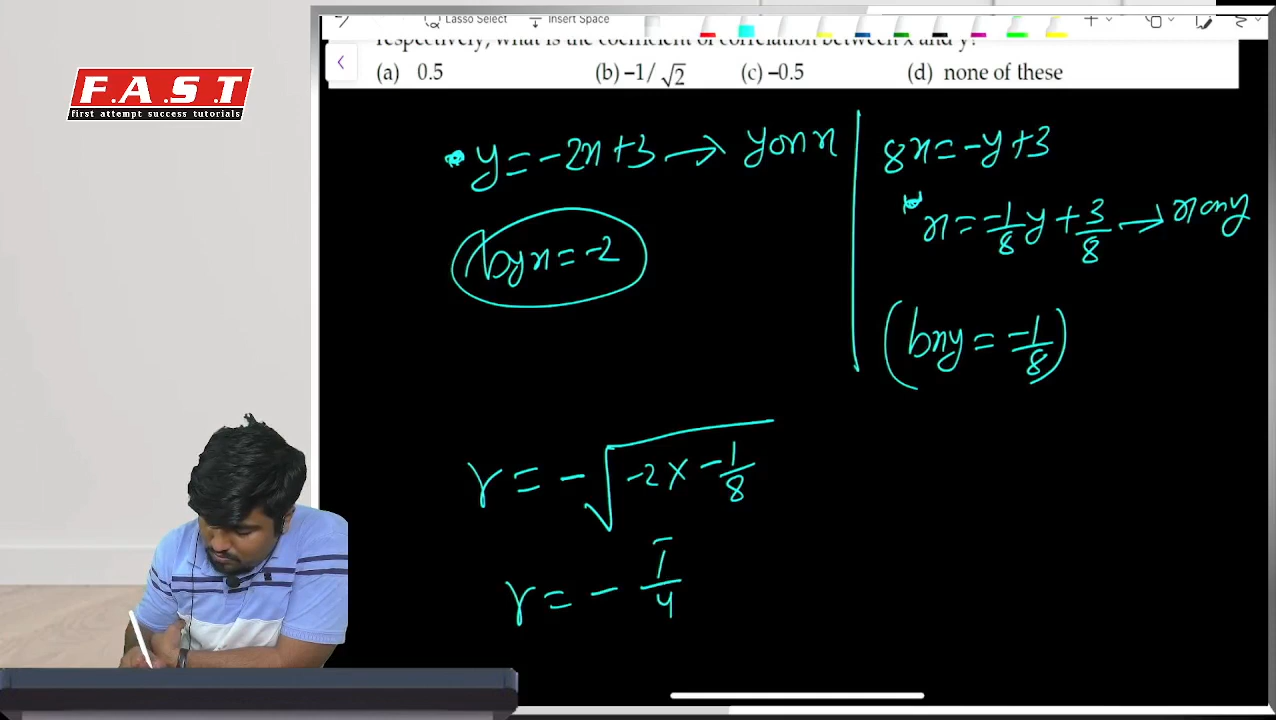 Lasso Select
Insert Space
respectively, what is the coefficient of correlation between x and y?
(a) 0.5 (b) –1/√2 (c) –0.5 (d) none of these
F.A.S.T
first attempt success tutorials
y = -2x + 3 → y on x
byx = -2
8x = -y + 3
x = -1/8 y + 3/8 → x on y
(bxy = -1/8)
r = -√-2 × -1/8
r = - 1/4